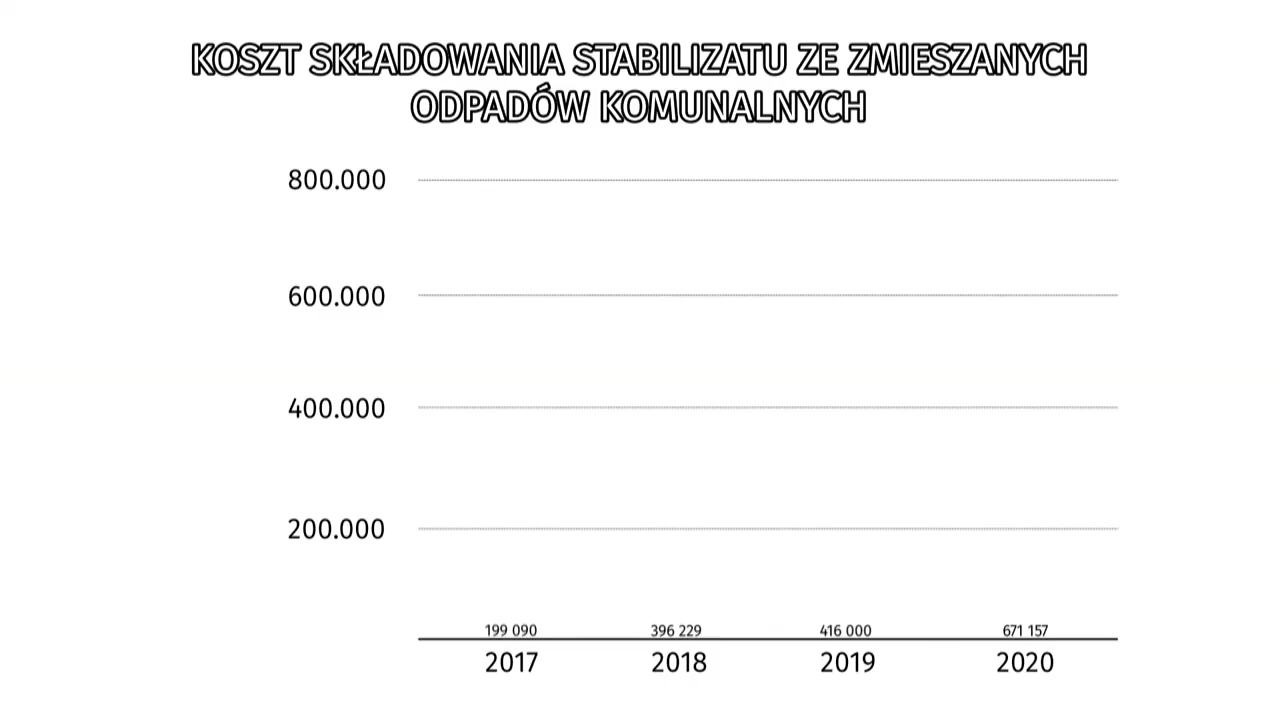 KOSZT SKŁADOWANIA STABILIZATU ZE ZMIESZANYCH
ODPADÓW KOMUNALNYCH
800.000
600.000
400.000
200.000
199 090 396 229 416 000 671 157
2017 2018 2019 2020